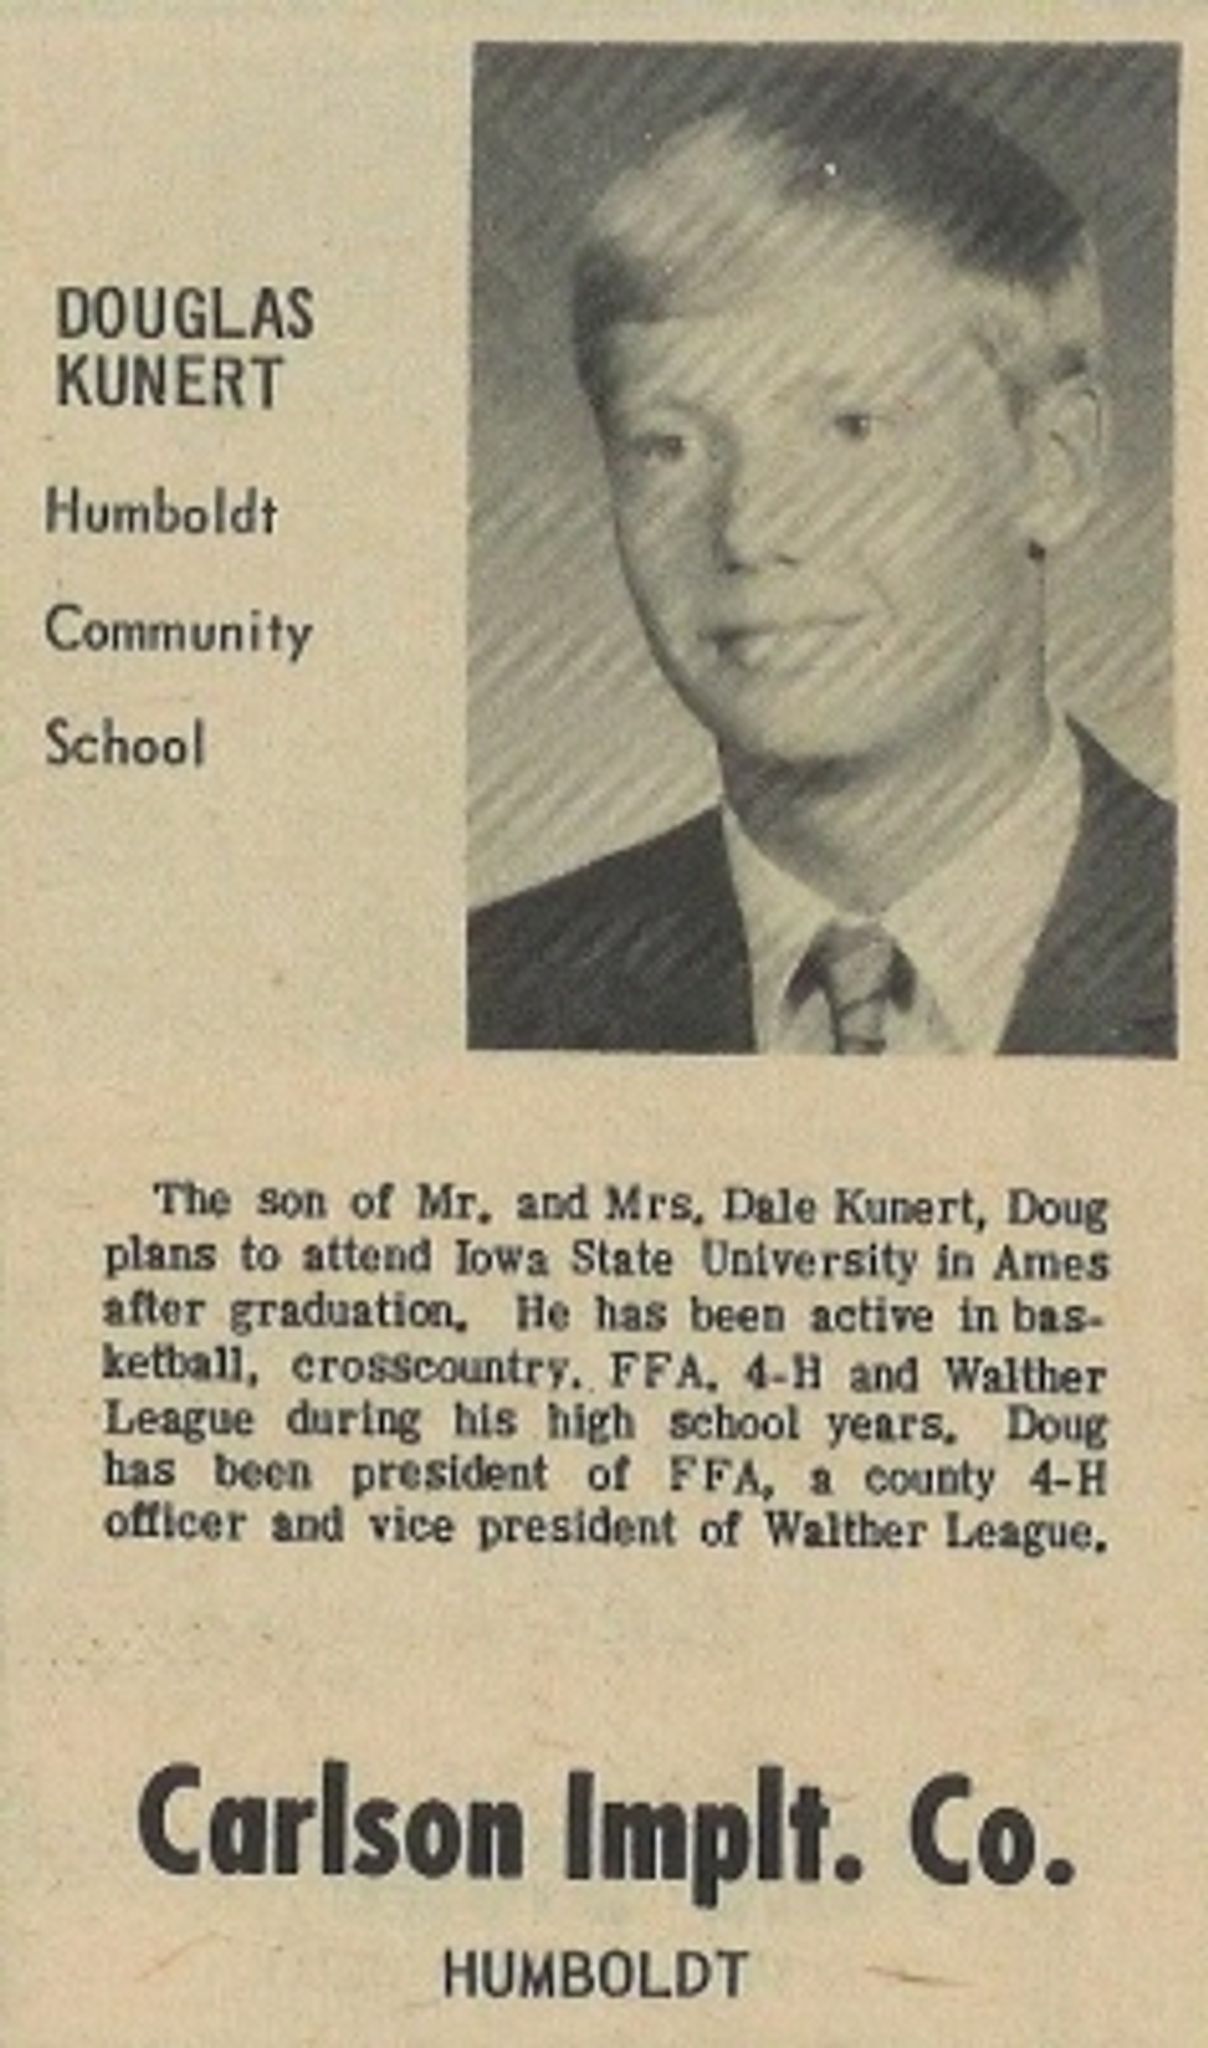 DOUGLAS
KUNERT
Humboldt
Community
School
The son of Mr. and Mrs. Dale Kunert, Doug
plans to attend Iowa State University in Ames
after graduation. He has been active in bas-
ketball, crosscountry, FFA, 4-H and Walther
League during his high school years. Doug
has been president of FFA, a county 4-H
officer and vice president of Walther League.
Carlson Implt. Co.
HUMBOLDT